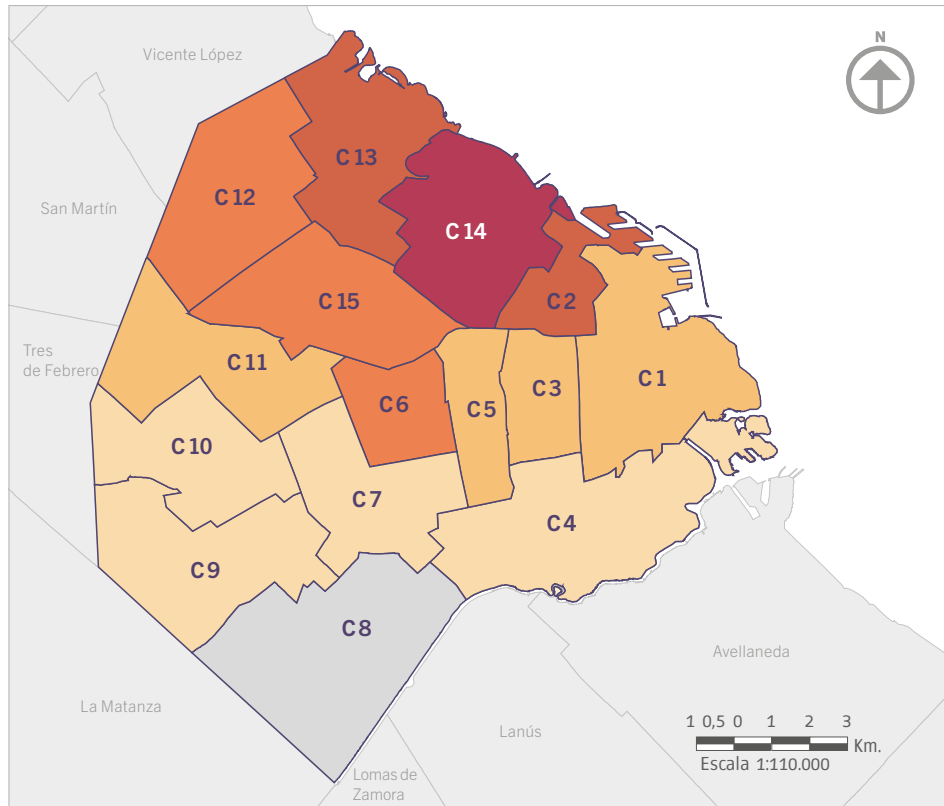 Vicente López
N
C 13
C 12
San Martín
C 14
C 15
C 2
Tres
de Febrero
C 11
C 1
C 3
C 6
C 5
C 10
C 7
C 4
C 9
C 8
Avellaneda
La Matanza
Lanús
1 0,5 0 1 2 3
Km.
Escala 1:110.000
Lomas de
Zamora